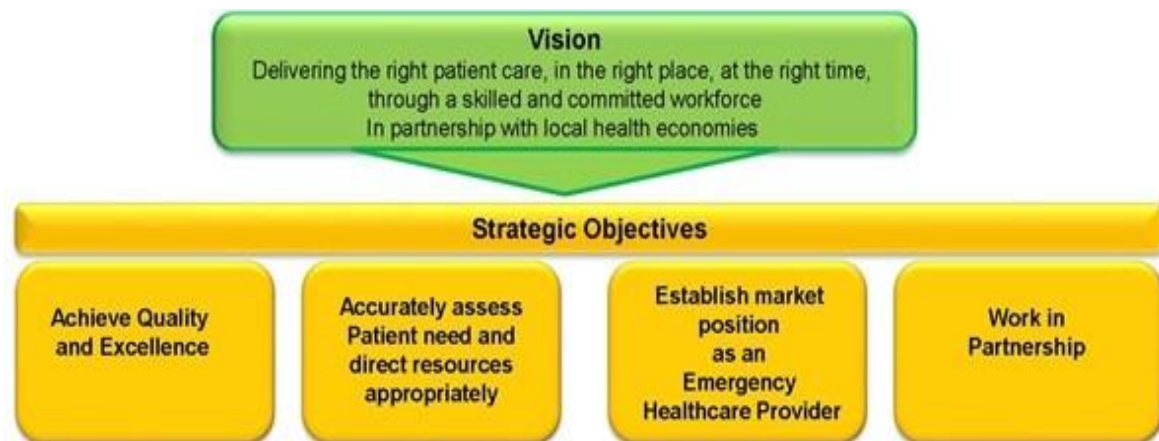 Vision
Delivering the right patient care, in the right place, at the right time,
through a skilled and committed workforce
In partnership with local health economies
Strategic Objectives
Achieve Quality
and Excellence
Accurately assess
Patient need and
direct resources
appropriately
Establish market
position
as an
Emergency
Healthcare Provider
Work in
Partnership